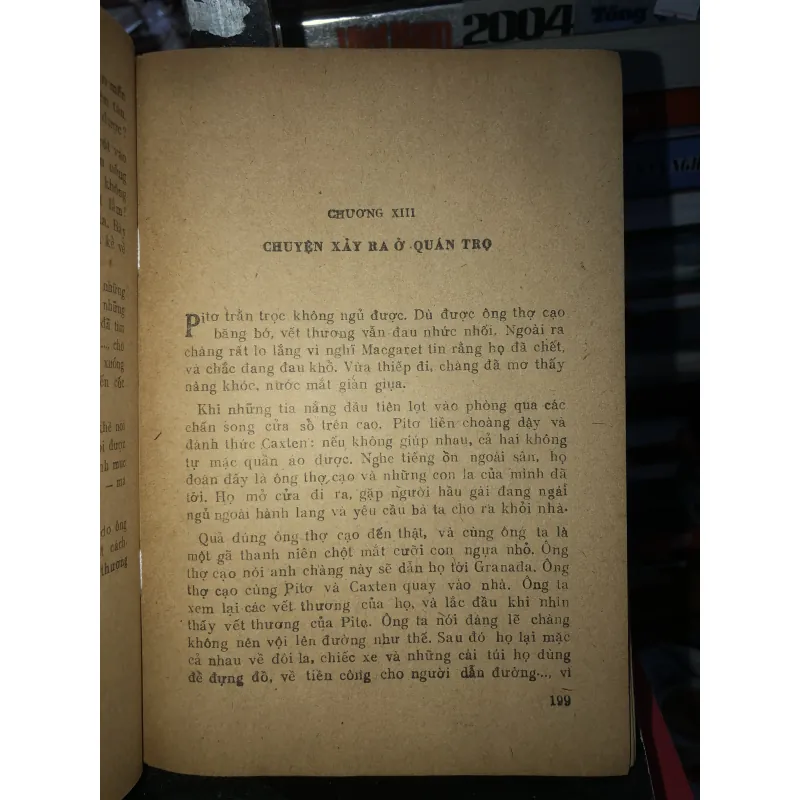 2004
Tổng
CHƯƠNG XIII
CHUYỆN XẢY RA Ở QUÁN TRỌ
Pitơ trằn trọc không ngủ được. Dù được ông thợ cạo
băng bó, vết thương vẫn đau nhức nhối. Ngoài ra
chàng rất lo lắng vì nghĩ Macgaret tin rằng họ đã chết,
và chắc đang đau khổ. Vừa thiếp đi, chàng đã mơ thấy
nàng khóc, nước mắt giàn giụa.
Khi những tia nắng đầu tiên lọt vào phòng qua các
chấn song cửa sổ trên cao. Pitơ liền choàng dậy và
đánh thức Caxten: nếu không giúp nhau, cả hai không
tự mặc quần áo được. Nghe tiếng ồn ngoài sân, họ
đoán đấy là ông thợ cạo và những con la của mình đã
tới. Họ mở cửa đi ra, gặp người hầu gái đang ngái
ngủ ngoài hành lang và yêu cầu bà ta cho ra khỏi nhà.
Quả đúng ông thợ cạo đến thật, và cùng ông ta là
một gã thanh niên chột mắt cưỡi con ngựa nhỏ. Ông
thợ cạo nói anh chàng này sẽ dẫn họ tới Granada. Ông
thợ cạo cùng Pitơ và Caxten quay vào nhà. Ông ta
xem lại các vết thương của họ, và lắc đầu khi nhìn
thấy vết thương của Pitơ. Ông ta nói đáng lẽ chàng
không nên vội lên đường như thế. Sau đó họ lại mặc
cả nhau về đôi la, chiếc xe và những cái túi họ dùng
để đựng đồ, về tiền công cho người dẫn đường..., vì
199